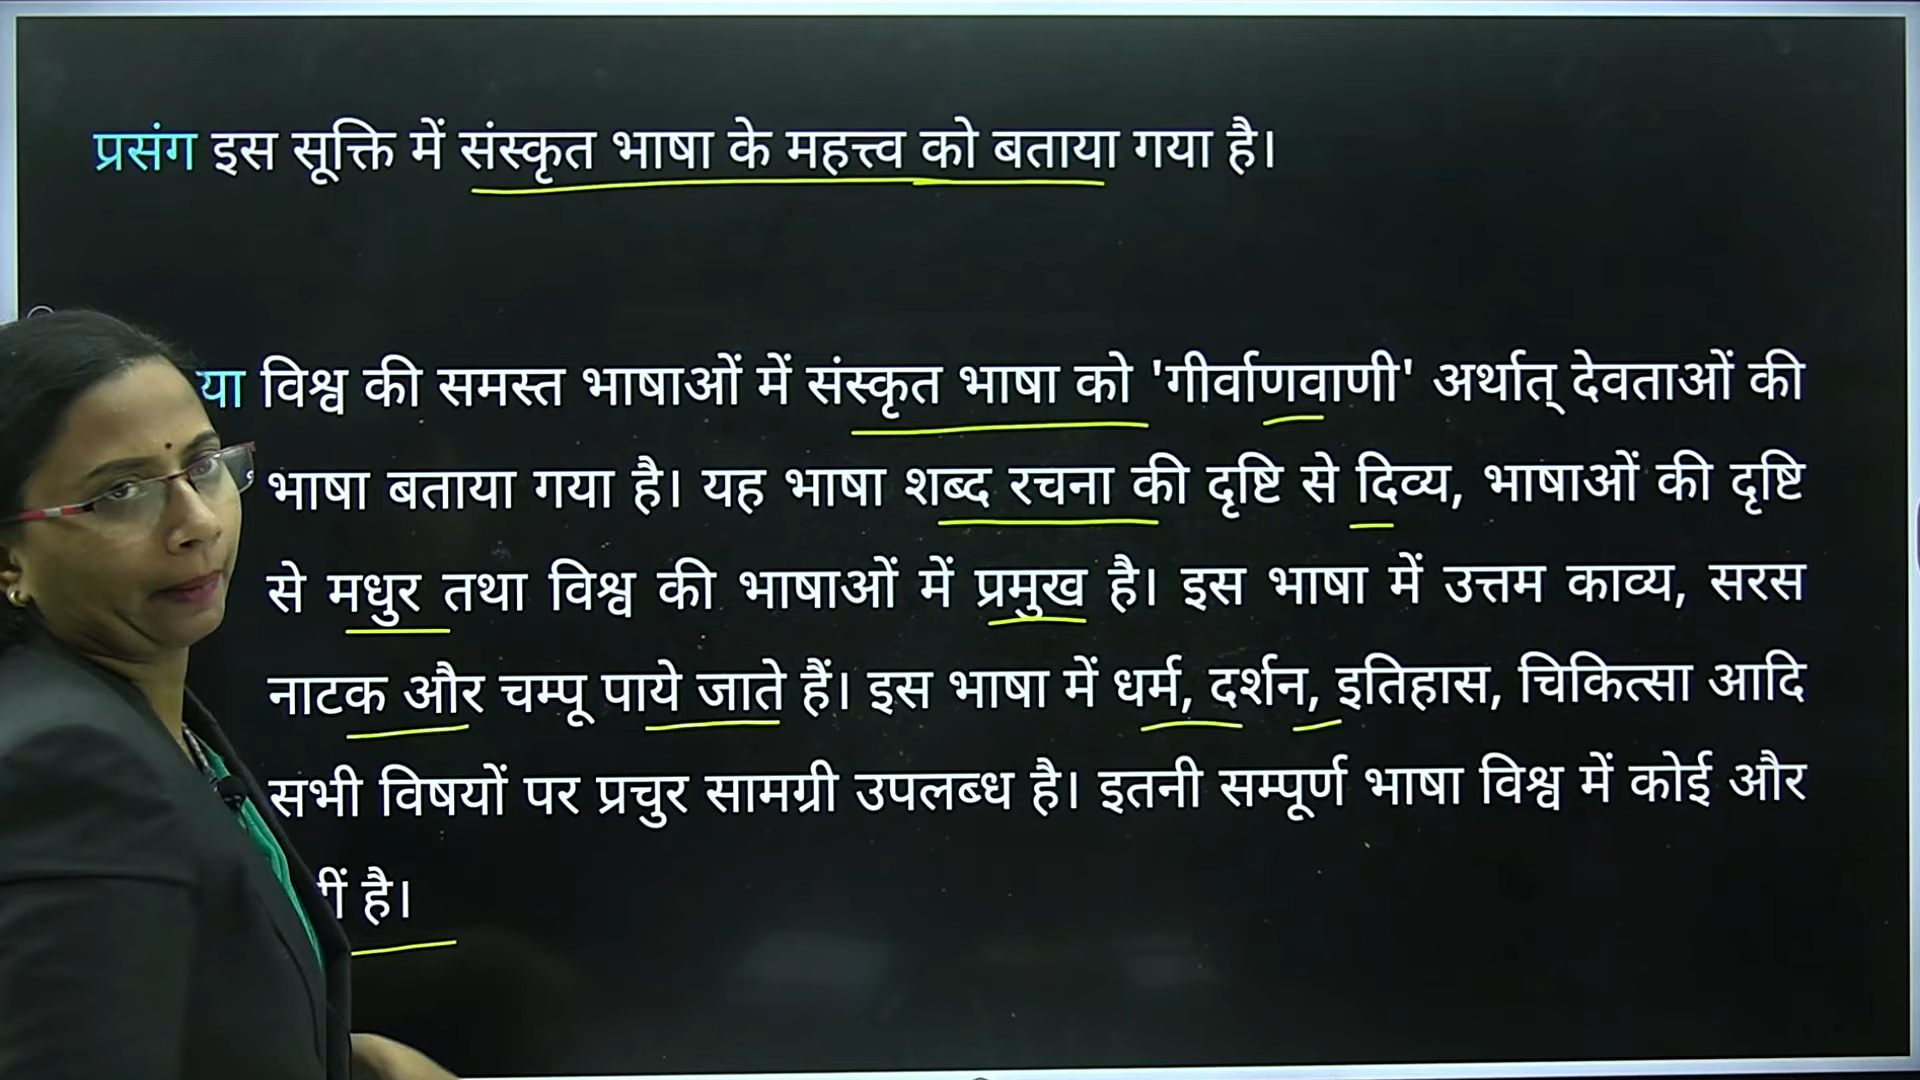 प्रसंग इस सूक्ति में संस्कृत भाषा के महत्त्व को बताया गया है।
विश्व की समस्त भाषाओं में संस्कृत भाषा को 'गीर्वाणवाणी' अर्थात् देवताओं की
भाषा बताया गया है। यह भाषा शब्द रचना की दृष्टि से दिव्य, भाषाओं की दृष्टि
से मधुर तथा विश्व की भाषाओं में प्रमुख है। इस भाषा में उत्तम काव्य, सरस
नाटक और चम्पू पाये जाते हैं। इस भाषा में धर्म, दर्शन, इतिहास, चिकित्सा आदि
सभी विषयों पर प्रचुर सामग्री उपलब्ध है। इतनी सम्पूर्ण भाषा विश्व में कोई और
है।